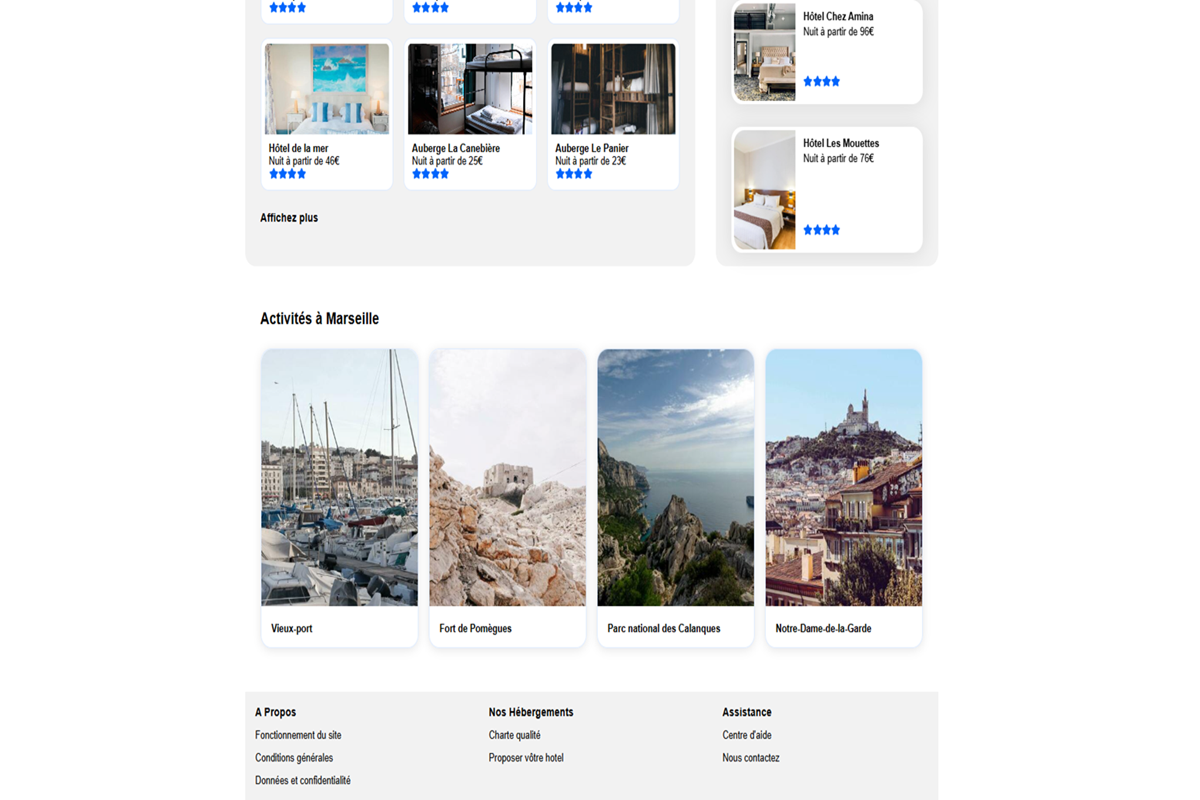 Hôtel Chez Amina
Nuit à partir de 96€
Hôtel de la mer
Nuit à partir de 46€
Auberge La Canebière
Nuit à partir de 25€
Auberge Le Panier
Nuit à partir de 23€
Hôtel Les Mouettes
Nuit à partir de 76€
Affichez plus
Activités à Marseille
Vieux-port
Fort de Pomègues
Parc national des Calanques
Notre-Dame-de-la-Garde
A Propos
Fonctionnement du site
Conditions générales
Données et confidentialité
Nos Hébergements
Charte qualité
Proposer vôtre hotel
Assistance
Centre d'aide
Nous contactez